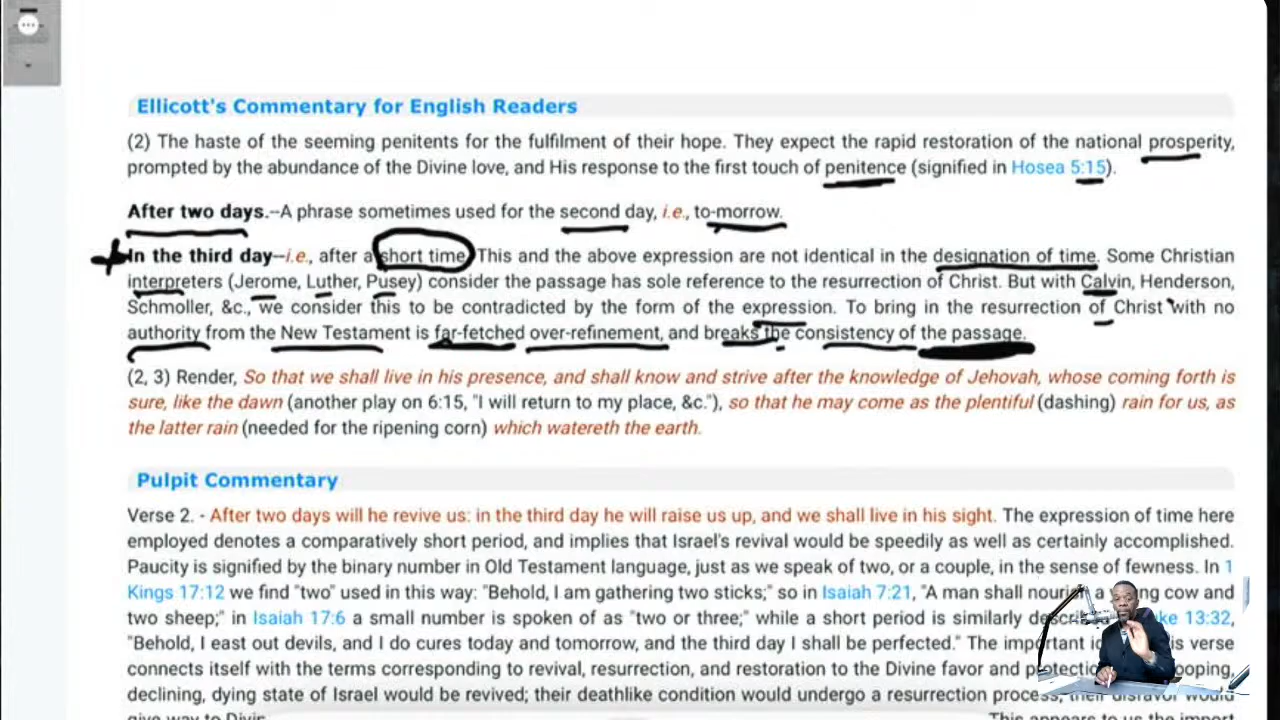 Ellicott's Commentary for English Readers
(2) The haste of the seeming penitents for the fulfilment of their hope. They expect the rapid restoration of the national prosperity,
prompted by the abundance of the Divine love, and His response to the first touch of penitence (signified in Hosea 5:15).
After two days.--A phrase sometimes used for the second day, i.e., to-morrow.
In the third day--i.e., after a short time. This and the above expression are not identical in the designation of time. Some Christian
interpreters (Jerome, Luther, Pusey) consider the passage has sole reference to the resurrection of Christ. But with Calvin, Henderson,
Schmoller, &c., we consider this to be contradicted by the form of the expression. To bring in the resurrection of Christ with no
authority from the New Testament is far-fetched over-refinement, and breaks the consistency of the passage.
(2, 3) Render, So that we shall live in his presence, and shall know and strive after the knowledge of Jehovah, whose coming forth is
sure, like the dawn (another play on 6:15, "I will return to my place, &c."), so that he may come as the plentiful (dashing) rain for us, as
the latter rain (needed for the ripening corn) which watereth the earth.
Pulpit Commentary
Verse 2. - After two days will he revive us: in the third day he will raise us up, and we shall live in his sight. The expression of time here
employed denotes a comparatively short period, and implies that Israel's revival would be speedily as well as certainly accomplished.
Paucity is signified by the binary number in Old Testament language, just as we speak of two, or a couple, in the sense of fewness. In 1
Kings 17:12 we find "two" used in this way: "Behold, I am gathering two sticks;" so in Isaiah 7:21, "A man shall nourish a young cow and
two sheep;" in Isaiah 17:6 a small number is spoken of as "two or three;" while a short period is similarly 13:32,
"Behold, I east out devils, and I do cures today and tomorrow, and the third day I shall be perfected." The important verse
connects itself with the terms corresponding to revival, resurrection, and restoration to the Divine favor and
declining, dying state of Israel would be revived; their deathlike condition would undergo a resurrection process; their disfavor would
give way to This appears to us the import